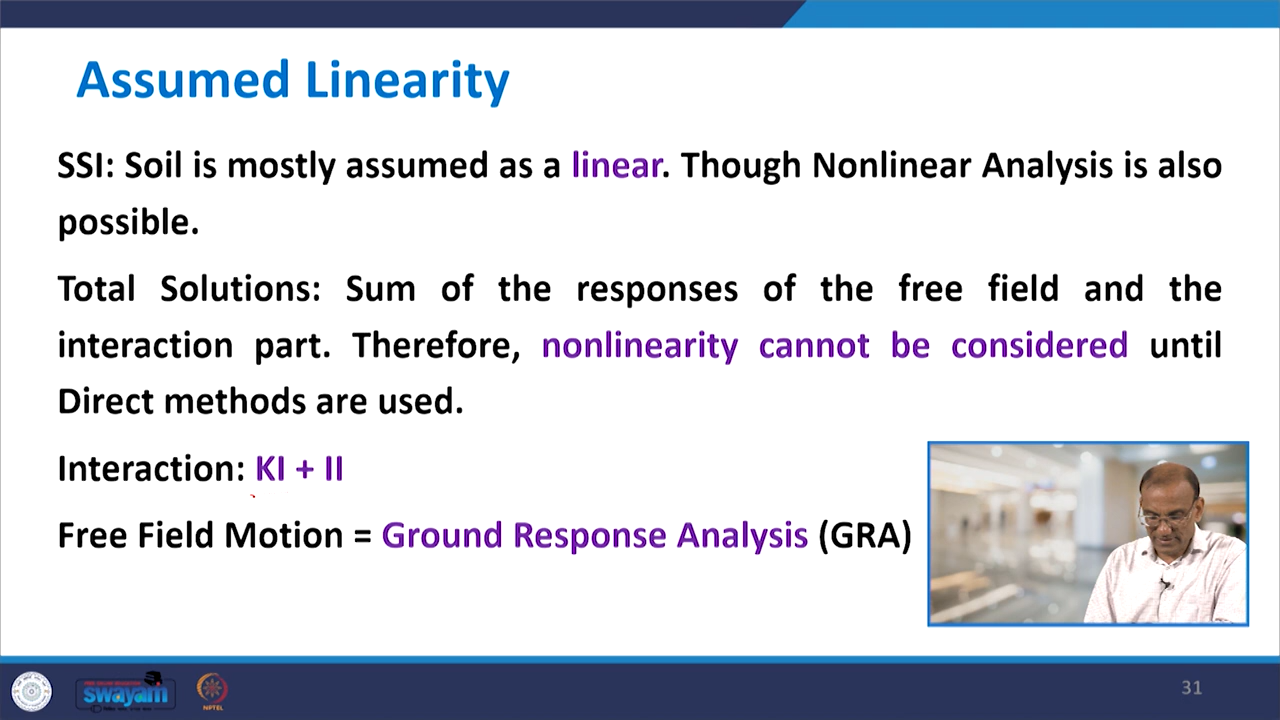 Assumed Linearity
SSI: Soil is mostly assumed as a linear. Though Nonlinear Analysis is also
possible.
Total Solutions: Sum of the responses of the free field and the
interaction part. Therefore, nonlinearity cannot be considered until
Direct methods are used.
Interaction: KI + II
Free Field Motion = Ground Response Analysis (GRA)
swayam
NPTEL
31